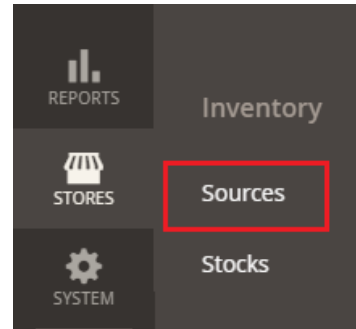 REPORTS
STORES
SYSTEM
Inventory
Sources
Stocks